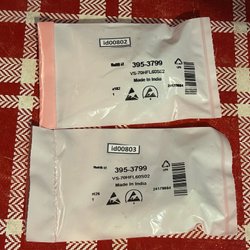 id00802
395-3799
VS-70HFL60S02
Made In India
id00803
395-3799
VS-70HFL60S02
Made In India